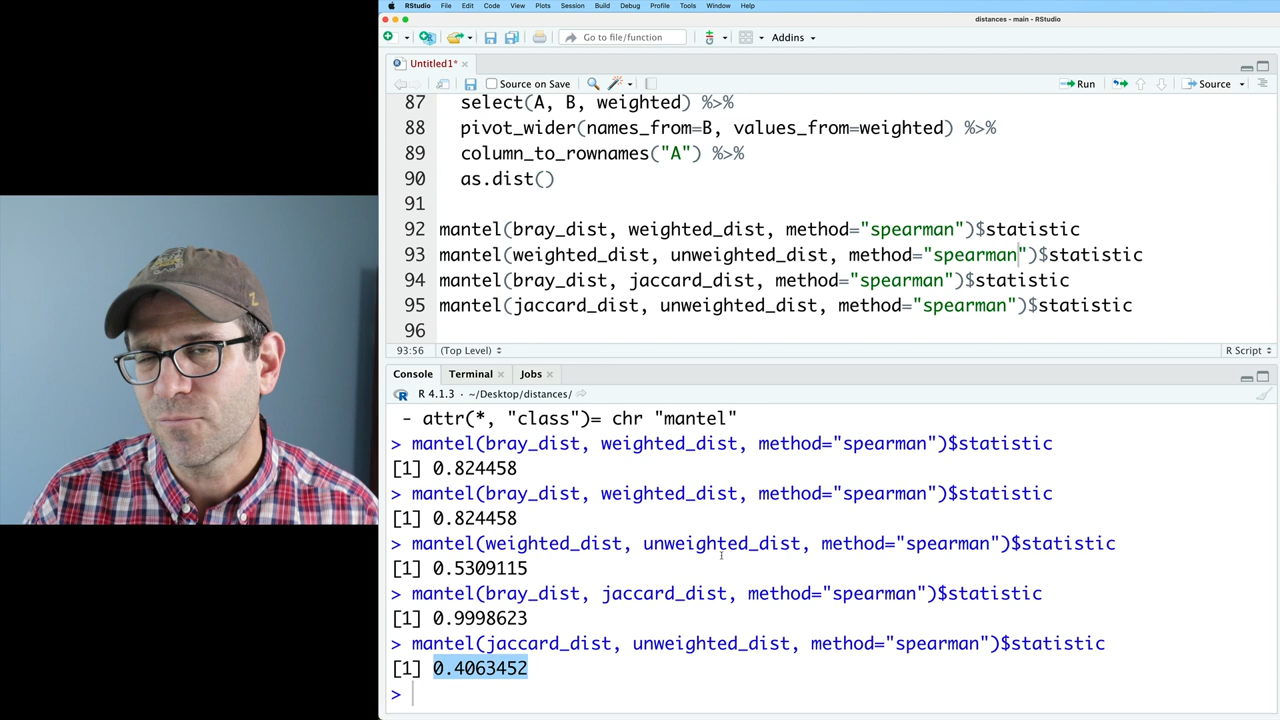 RStudio File Edit Code View Plots Session Build Debug Profile Tools Window Help
distances - main - RStudio
Go to file/function Addins
Untitled1*
Source on Save Run Source
87 select(A, B, weighted) %>%
88 pivot_wider(names_from=B, values_from=weighted) %>%
89 column_to_rownames("A") %>%
90 as.dist()
91
92 mantel(bray_dist, weighted_dist, method="spearman")$statistic
93 mantel(weighted_dist, unweighted_dist, method="spearman")$statistic
94 mantel(bray_dist, jaccard_dist, method="spearman")$statistic
95 mantel(jaccard_dist, unweighted_dist, method="spearman")$statistic
96
93:56 (Top Level) R Script
Console Terminal Jobs
R 4.1.3 · ~/Desktop/distances/
- attr(*, "class")= chr "mantel"
> mantel(bray_dist, weighted_dist, method="spearman")$statistic
[1] 0.824458
> mantel(bray_dist, weighted_dist, method="spearman")$statistic
[1] 0.824458
> mantel(weighted_dist, unweighted_dist, method="spearman")$statistic
[1] 0.5309115
> mantel(bray_dist, jaccard_dist, method="spearman")$statistic
[1] 0.9998623
> mantel(jaccard_dist, unweighted_dist, method="spearman")$statistic
[1] 0.4063452
>